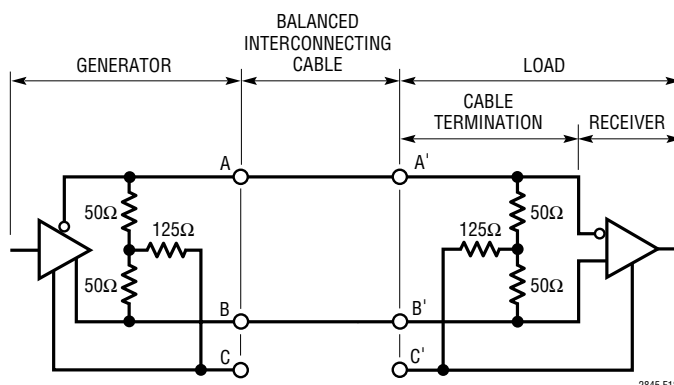 BALANCED
INTERCONNECTING
CABLE
GENERATOR
LOAD
CABLE
TERMINATION
RECEIVER
A
A'
50Ω
125Ω
50Ω
50Ω
125Ω
50Ω
B
B'
C
C'